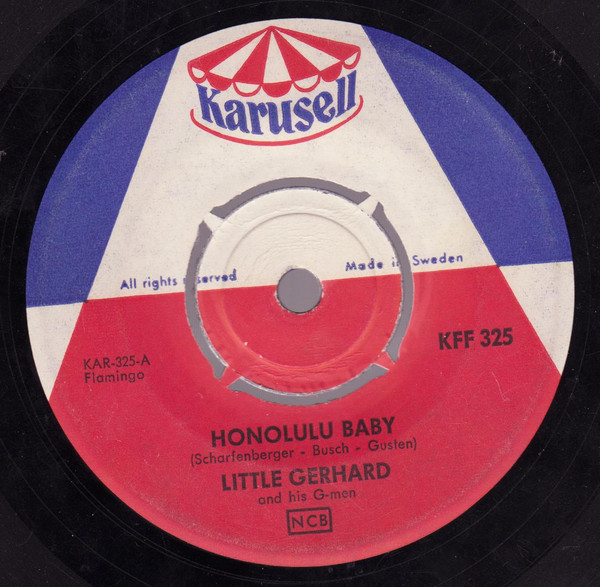 Karusell
All rights reserved
Made in Sweden
KFF 325
KAR-325-A
Flamingo
HONOLULU BABY
(Scharfenberger - Busch - Gusten)
LITTLE GERHARD
and his G-men
NCB